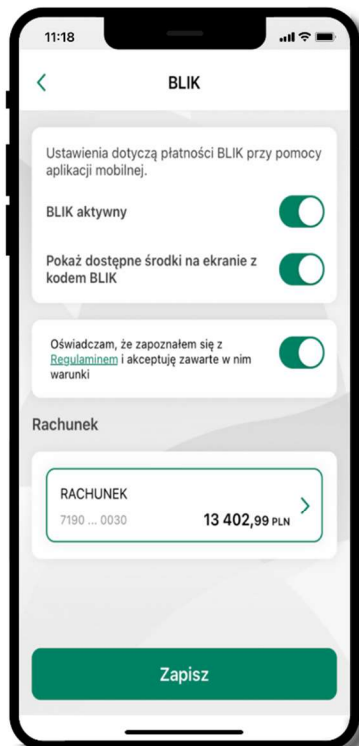 11:18
BLIK
Ustawienia dotyczą płatności BLIK przy pomocy
aplikacji mobilnej.
BLIK aktywny
Pokaż dostępne środki na ekranie z
kodem BLIK
Oświadczam, że zapoznałem się z
Regulaminem i akceptuję zawarte w nim
warunki
Rachunek
RACHUNEK
7190 ... 0030 13 402,99 PLN
Zapisz